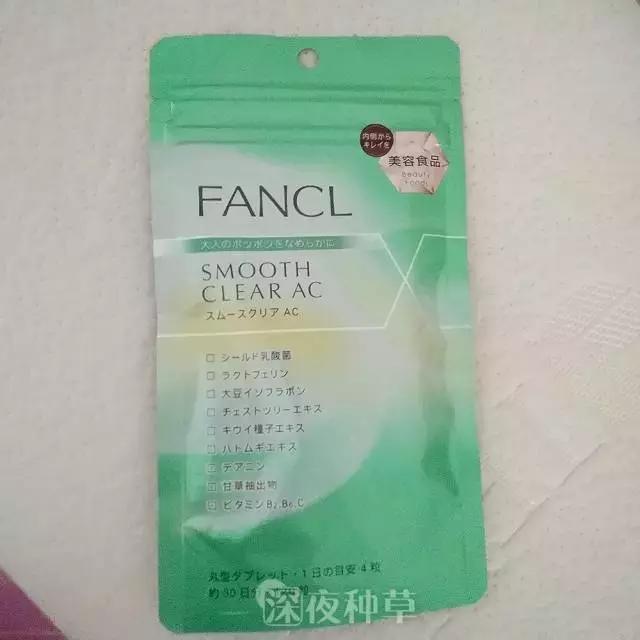 内側から
キレイを
美容食品
Beauty
Food
FANCL
大人のポツポツをなめらかに
SMOOTH
CLEAR AC
スムースクリア AC
□ シールド乳酸菌
□ ラクトフェリン
□ 大豆イソフラボン
□ チェストツリーエキス
□ キウイ種子エキス
□ ハトムギエキス
□ テアニン
□ 甘草抽出物
□ ビタミンB2,B6,C
丸型タブレット・1日の目安 4粒
約30日分
深夜种草